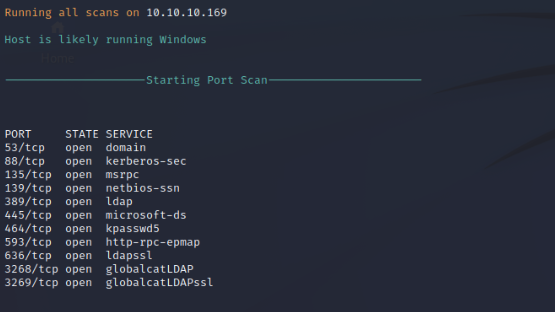 Running all scans on 10.10.10.169
Host is likely running Windows
Home
---------------------Starting Port Scan-----------------------
PORT     STATE SERVICE
53/tcp   open  domain
88/tcp   open  kerberos-sec
135/tcp  open  msrpc
139/tcp  open  netbios-ssn
389/tcp  open  ldap
445/tcp  open  microsoft-ds
464/tcp  open  kpasswd5
593/tcp  open  http-rpc-epmap
636/tcp  open  ldapssl
3268/tcp open  globalcatLDAP
3269/tcp open  globalcatLDAPssl